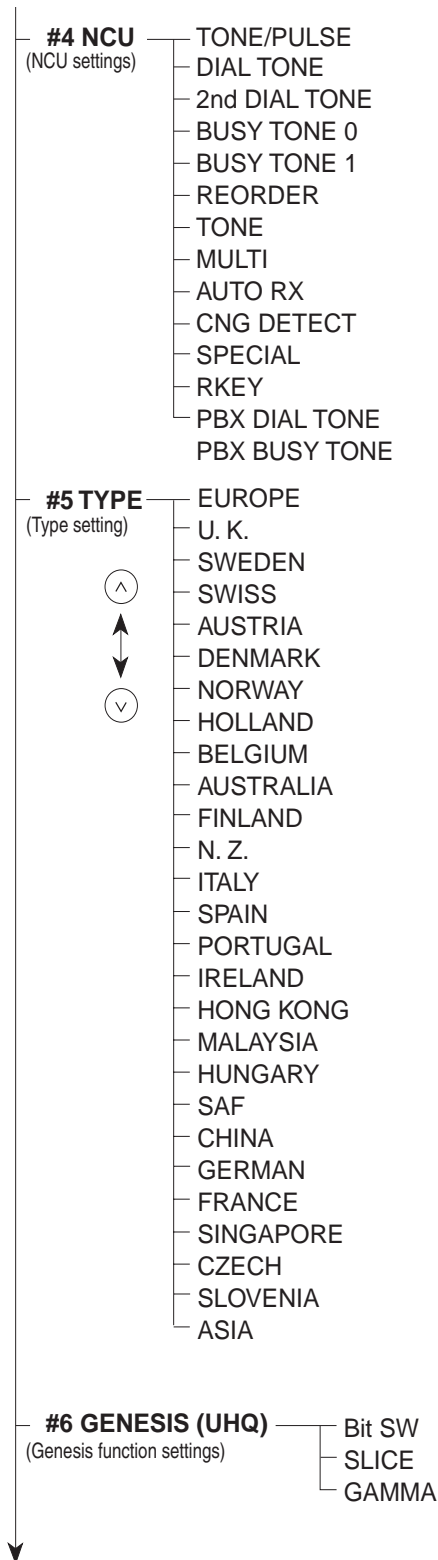 #4 NCU
(NCU settings)
TONE/PULSE
DIAL TONE
2nd DIAL TONE
BUSY TONE 0
BUSY TONE 1
REORDER
TONE
MULTI
AUTO RX
CNG DETECT
SPECIAL
RKEY
PBX DIAL TONE
PBX BUSY TONE
#5 TYPE
(Type setting)
EUROPE
U. K.
SWEDEN
SWISS
AUSTRIA
DENMARK
NORWAY
HOLLAND
BELGIUM
AUSTRALIA
FINLAND
N. Z.
ITALY
SPAIN
PORTUGAL
IRELAND
HONG KONG
MALAYSIA
HUNGARY
SAF
CHINA
GERMAN
FRANCE
SINGAPORE
CZECH
SLOVENIA
ASIA
#6 GENESIS (UHQ)
(Genesis function settings)
Bit SW
SLICE
GAMMA